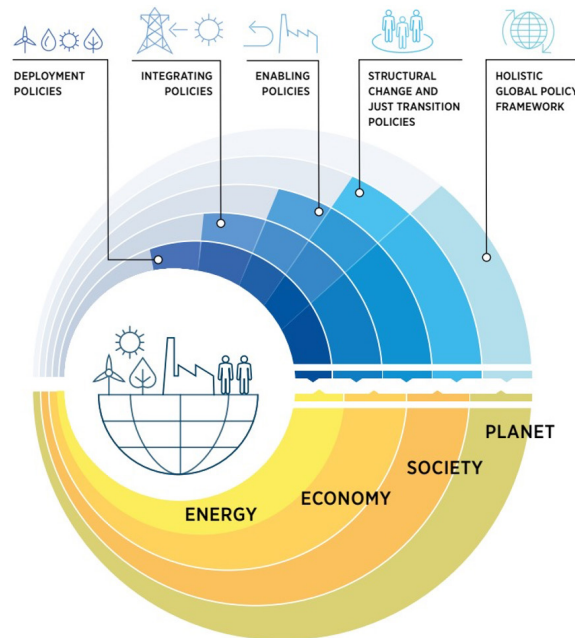 DEPLOYMENT
POLICIES
INTEGRATING
POLICIES
ENABLING
POLICIES
STRUCTURAL
CHANGE AND
JUST TRANSITION
POLICIES
HOLISTIC
GLOBAL POLICY
FRAMEWORK
PLANET
SOCIETY
ECONOMY
ENERGY